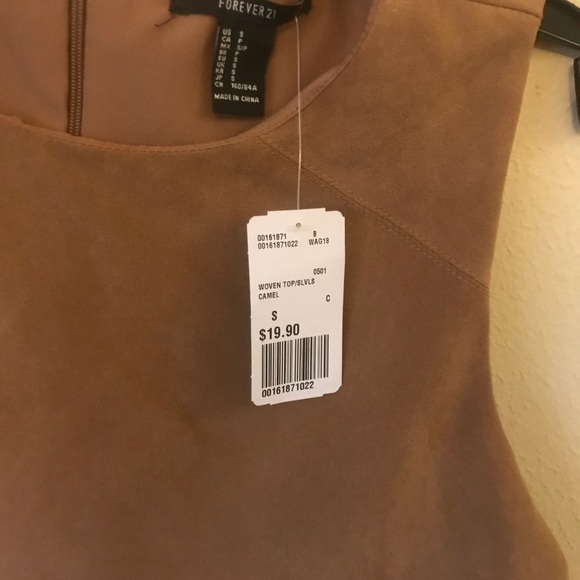 FOREVER 21
US S
CA P
MX S/P
BR P
EU S
UK S
KR S
JP S
CN 160/84A
MADE IN CHINA
00161871 B
00161871022 WAG18
0501
WOVEN TOP/SLVLS
CAMEL C
S
$19.90
00161871022